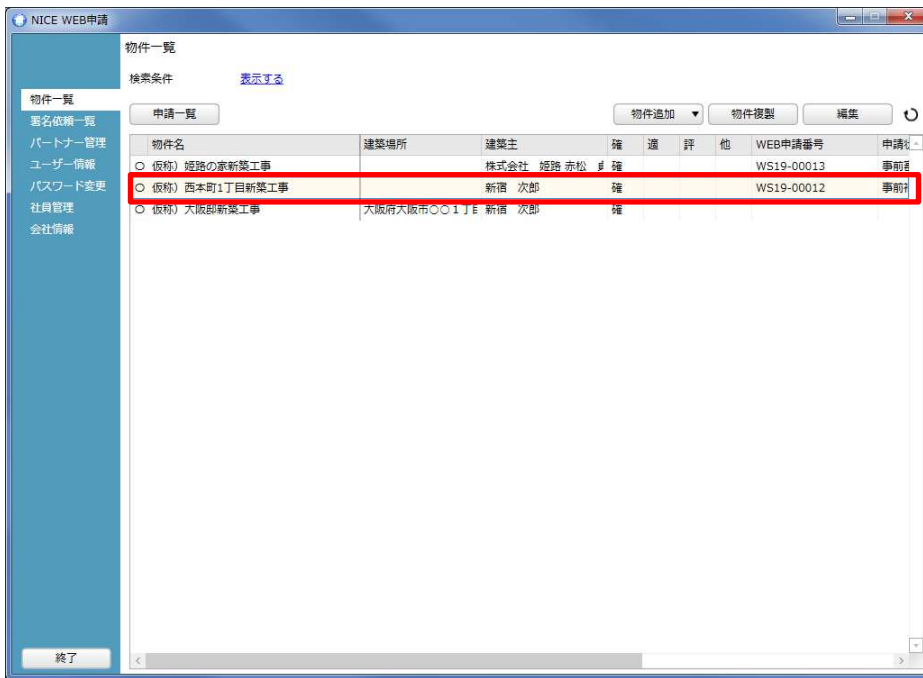 NICE WEB申請
物件一覧
検索条件 表示する
物件一覧
署名依頼一覧
パートナー管理
ユーザー情報
パスワード変更
社員管理
会社情報
申請一覧 物件追加 ▼ 物件複製 編集
物件名 建築場所 建築主 確 適 評 他 WEB申請番号 申請
○ 仮称）姫路の家新築工事 株式会社 姫路 赤松 確 WS19-00013 事前
○ 仮称）西本町1丁目新築工事 新宿 次郎 確 WS19-00012 事前
○ 仮称）大阪邸新築工事 大阪府大阪市○○1丁目 新宿 次郎 確
終了